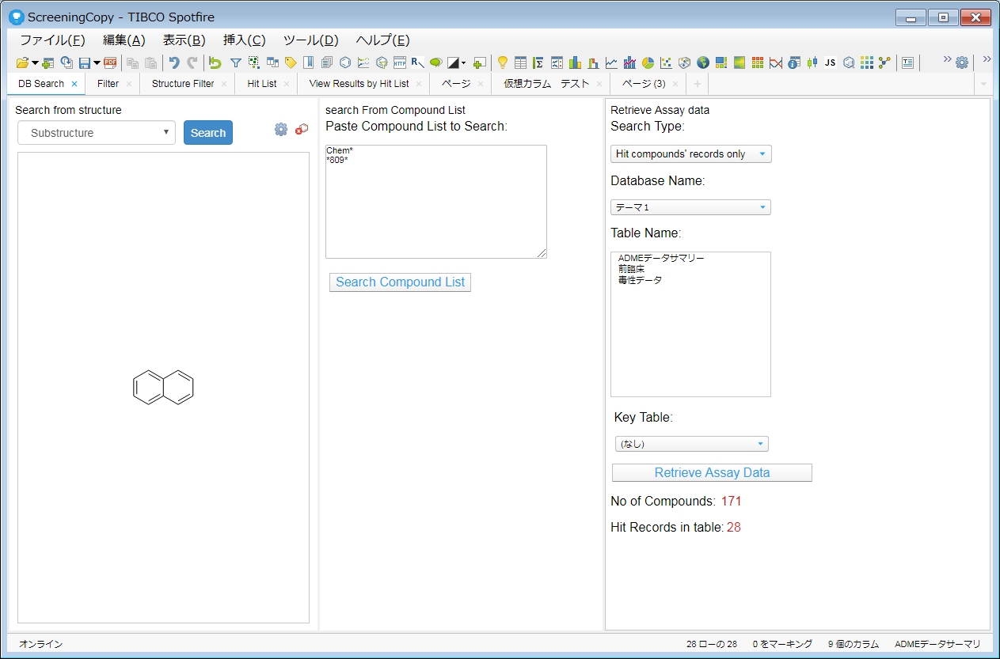 ScreeningCopy - TIBCO Spotfire
ファイル(F) 編集(A) 表示(B) 挿入(C) ツール(D) ヘルプ(E)
PDF HTTP R JS
DB Search × Filter × Structure Filter × Hit List × View Results by Hit List × ページ × 仮想カラム テスト × ページ (3) × +
Search from structure
Substructure
Search
search From Compound List
Paste Compound List to Search:
Chem*
*809*
Search Compound List
Retrieve Assay data
Search Type:
Hit compounds' records only
Database Name:
テーマ1
Table Name:
ADMEデータサマリー
前臨床
毒性データ
Key Table:
(なし)
Retrieve Assay Data
No of Compounds: 171
Hit Records in table: 28
オンライン
28 ローの 28 0 をマーキング 9 個のカラム ADMEデータサーマリ